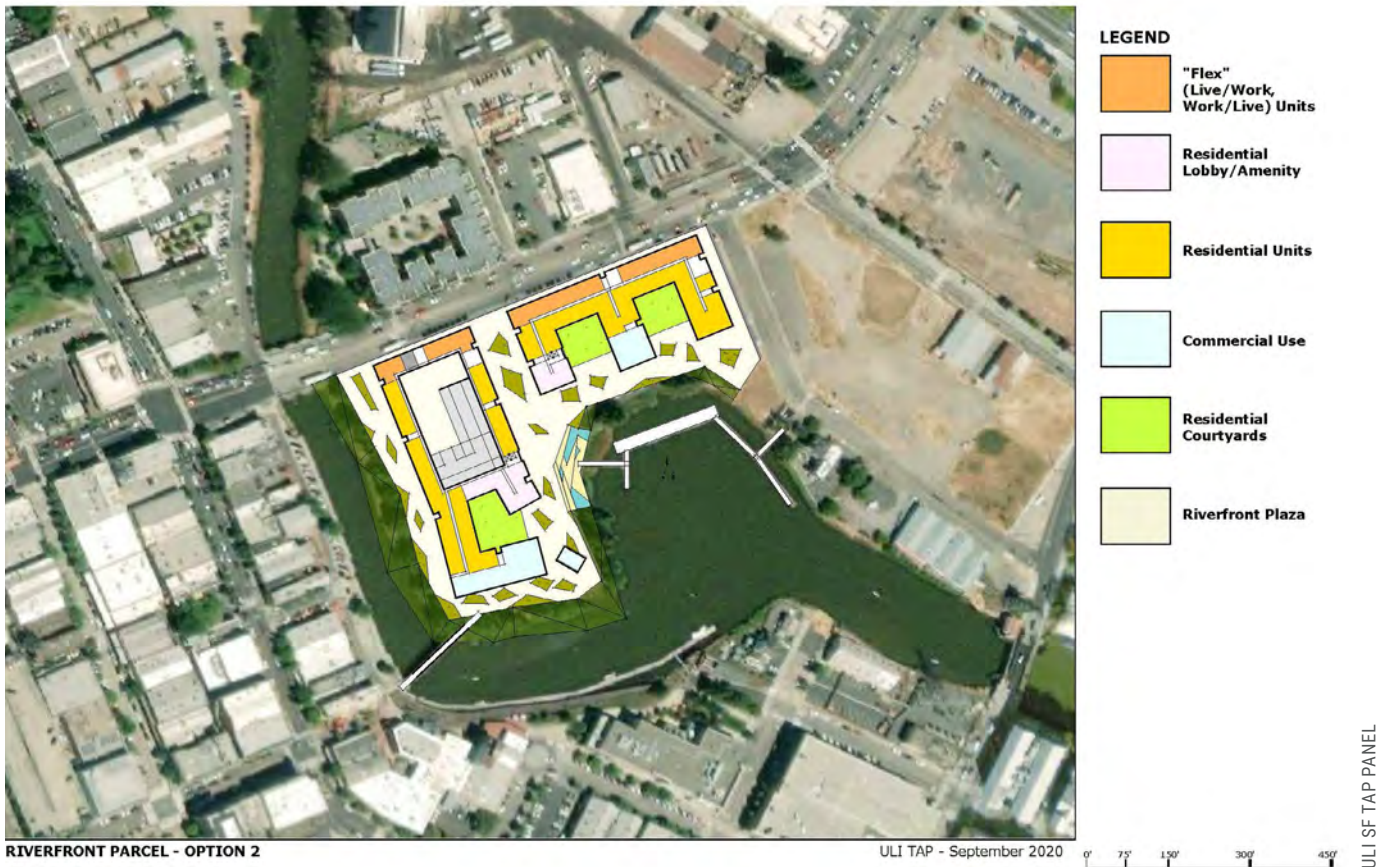 LEGEND
"Flex"
(Live/Work,
Work/Live) Units
Residential
Lobby/Amenity
Residential Units
Commercial Use
Residential
Courtyards
Riverfront Plaza
RIVERFRONT PARCEL - OPTION 2
ULI TAP - September 2020
0' 75' 150' 300' 450'
ULI SF TAP PANEL